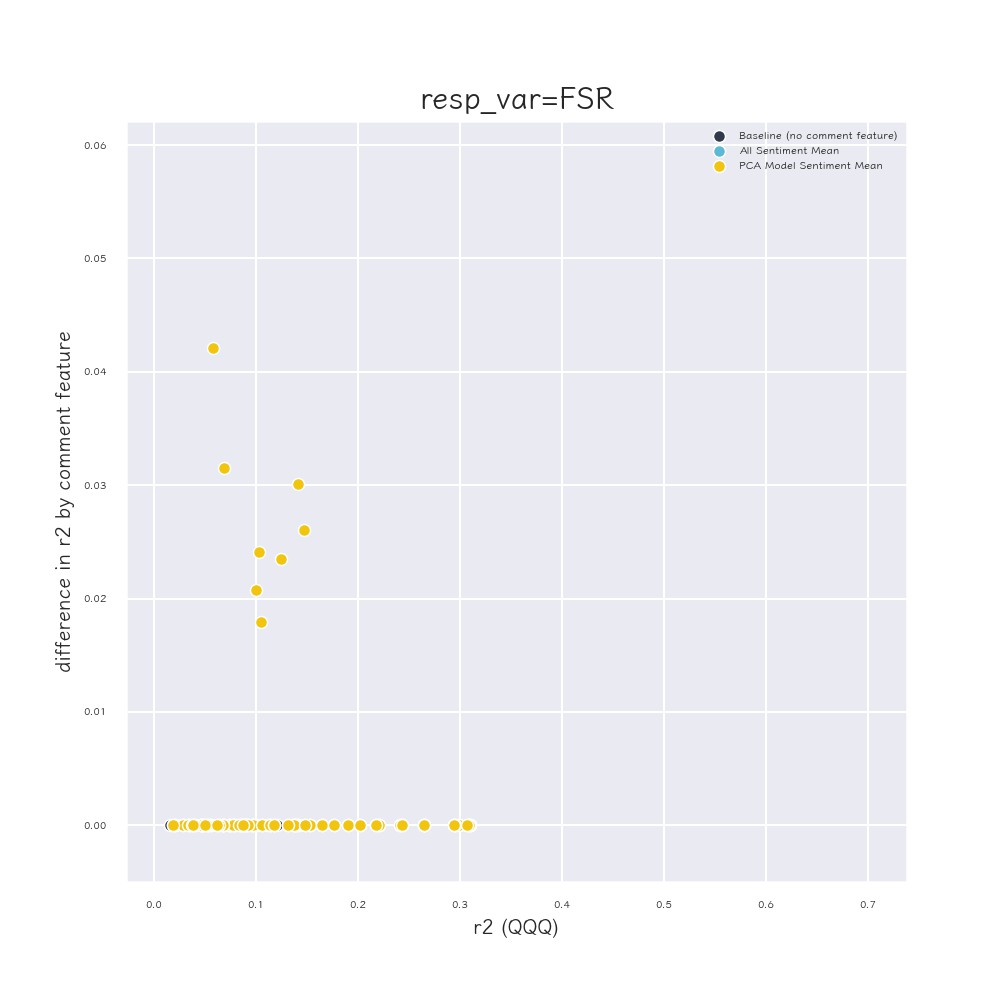 resp_var=FSR
Baseline (no comment feature)
All Sentiment Mean
PCA Model Sentiment Mean
difference in r2 by comment feature
0.06
0.05
0.04
0.03
0.02
0.01
0.00
0.0 0.1 0.2 0.3 0.4 0.5 0.6 0.7
r2 (QQQ)